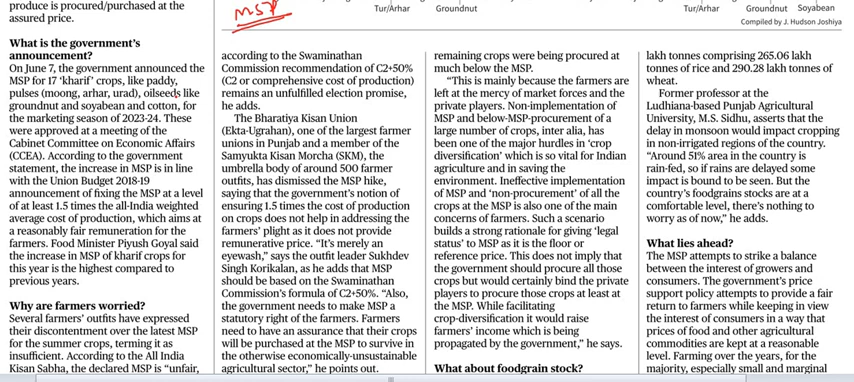 produce is procured/purchased at the
assured price.
What is the government's
announcement?
On June 7, the government announced the
MSP for 17 'kharif' crops, like paddy,
pulses (moong, arhar, urad), oilseeds like
groundnut and soyabean and cotton, for
the marketing season of 2023-24. These
were approved at a meeting of the
Cabinet Committee on Economic Affairs
(CCEA). According to the government
statement, the increase in MSP is in line
with the Union Budget 2018-19
announcement of fixing the MSP at a level
of at least 1.5 times the all-India weighted
average cost of production, which aims at
a reasonably fair remuneration for the
farmers. Food Minister Piyush Goyal said
the increase in MSP of kharif crops for
this year is the highest compared to
previous years.
Why are farmers worried?
Several farmers' outfits have expressed
their discontentment over the latest MSP
for the summer crops, terming it as
insufficient. According to the All India
Kisan Sabha, the declared MSP is "unfair,
MSP
Tur/Arhar
Groundnut
Tur/Arhar
Groundnut
Soyabean
Compiled by J. Hudson Joshiya
according to the Swaminathan
Commission recommendation of C2+50%
(C2 or comprehensive cost of production)
remains an unfulfilled election promise,
he adds.
The Bharatiya Kisan Union
(Ekta-Ugrahan), one of the largest farmer
unions in Punjab and a member of the
Samyukta Kisan Morcha (SKM), the
umbrella body of around 500 farmer
outfits, has dismissed the MSP hike,
saying that the government's notion of
ensuring 1.5 times the cost of production
on crops does not help in addressing the
farmers' plight as it does not provide
remunerative price. "It's merely an
eyewash," says the outfit leader Sukhdev
Singh Korikalan, as he adds that MSP
should be based on the Swaminathan
Commission's formula of C2+50%. "Also,
the government needs to make MSP a
statutory right of the farmers. Farmers
need to have an assurance that their crops
will be purchased at the MSP to survive in
the otherwise economically-unsustainable
agricultural sector," he points out.
remaining crops were being procured at
much below the MSP.
"This is mainly because the farmers are
left at the mercy of market forces and the
private players. Non-implementation of
MSP and below-MSP-procurement of a
large number of crops, inter alia, has
been one of the major hurdles in 'crop
diversification' which is so vital for Indian
agriculture and in saving the
environment. Ineffective implementation
of MSP and 'non-procurement' of all the
crops at the MSP is also one of the main
concerns of farmers. Such a scenario
builds a strong rationale for giving 'legal
status' to MSP as it is the floor or
reference price. This does not imply that
the government should procure all those
crops but would certainly bind the private
players to procure those crops at least at
the MSP. While facilitating
crop-diversification it would raise
farmers' income which is being
propagated by the government," he says.
What about foodgrain stock?
lakh tonnes comprising 265.06 lakh
tonnes of rice and 290.28 lakh tonnes of
wheat.
Former professor at the
Ludhiana-based Punjab Agricultural
University, M.S. Sidhu, asserts that the
delay in monsoon would impact cropping
in non-irrigated regions of the country.
"Around 51% area in the country is
rain-fed, so if rains are delayed some
impact is bound to be seen. But the
country's foodgrains stocks are at a
comfortable level, there's nothing to
worry as of now," he adds.
What lies ahead?
The MSP attempts to strike a balance
between the interest of growers and
consumers. The government's price
support policy attempts to provide a fair
return to farmers while keeping in view
the interest of consumers in a way that
prices of food and other agricultural
commodities are kept at a reasonable
level. Farming over the years, for the
majority, especially small and marginal